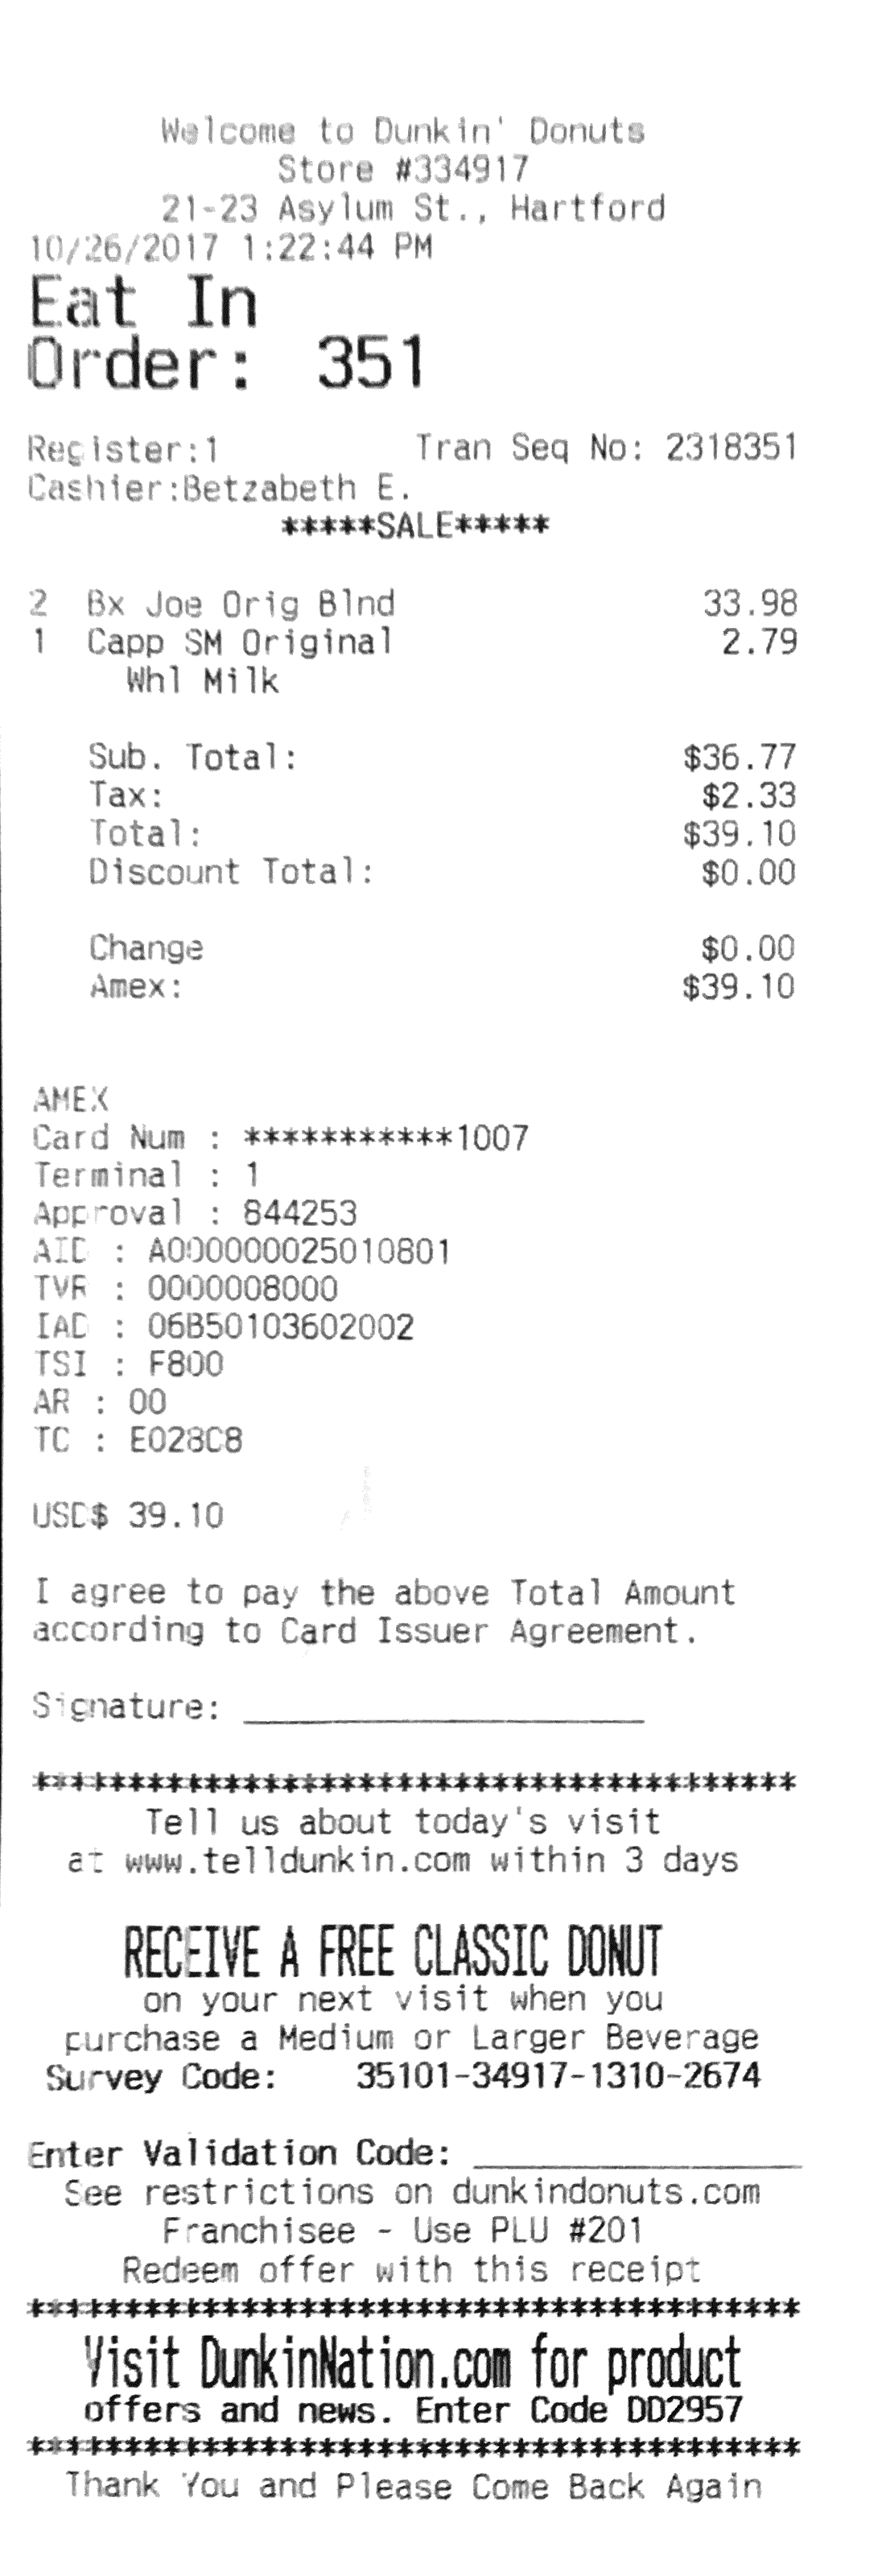 Welcome to Dunkin' Donuts
Store #334917
21-23 Asylum St., Hartford
10/26/2017 1:22:44 PM
Eat In
Order: 351
Register:1 Tran Seq No: 2318351
Cashier:Betzabeth E.
*****SALE*****
2 Bx Joe Orig Blnd 33.98
1 Capp SM Original 2.79
Whl Milk
Sub. Total: $36.77
Tax: $2.33
Total: $39.10
Discount Total: $0.00
Change $0.00
Amex: $39.10
AMEX
Card Num : ***********1007
Terminal : 1
Approval : 844253
AID : A000000025010801
TVR : 0000008000
IAD : 06B50103602002
TSI : F800
AR : 00
TC : E028C8
USD$ 39.10
I agree to pay the above Total Amount
according to Card Issuer Agreement.
Signature: _____________________
****************************************
Tell us about today's visit
at www.telldunkin.com within 3 days
RECEIVE A FREE CLASSIC DONUT
on your next visit when you
purchase a Medium or Larger Beverage
Survey Code: 35101-34917-1310-2674
Enter Validation Code: _________________
See restrictions on dunkindonuts.com
Franchisee - Use PLU #201
Redeem offer with this receipt
****************************************
Visit DunkinNation.com for product
offers and news. Enter Code DD2957
****************************************
Thank You and Please Come Back Again